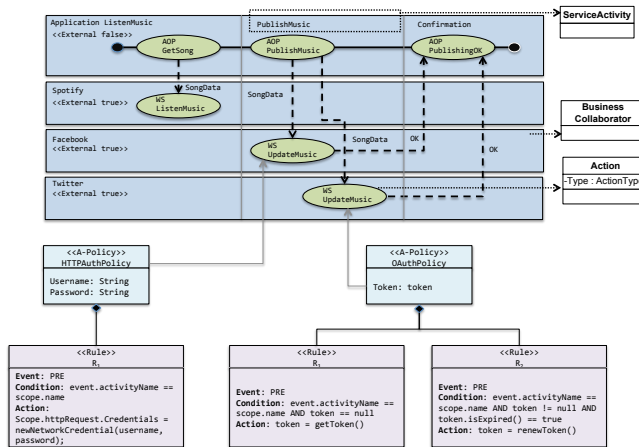 Application ListenMusic
<<External false>>
PublishMusic
Confirmation
ServiceActivity
AOP
GetSong
AOP
PublishMusic
AOP
PublishingOK
Spotify
<<External true>>
SongData
SongData
WS
ListenMusic
Business
Collaborator
Facebook
<<External true>>
SongData
OK
OK
WS
UpdateMusic
Action
-Type : ActionType
Twitter
<<External true>>
WS
UpdateMusic
<<A-Policy>>
HTTPAuthPolicy
Username: String
Password: String
<<A-Policy>>
OAuthPolicy
Token: token
<<Rule>>
R1
Event: PRE
Condition: event.activityName ==
scope.name
Action:
Scope.httpRequest.Credentials =
newNetworkCredential(username,
password);
<<Rule>>
R1
Event: PRE
Condition: event.activityName ==
scope.name AND token == null
Action: token = getToken()
<<Rule>>
R2
Event: PRE
Condition: event.activityName ==
scope.name AND token != null AND
token.isExpired() == true
Action: token = renewToken()